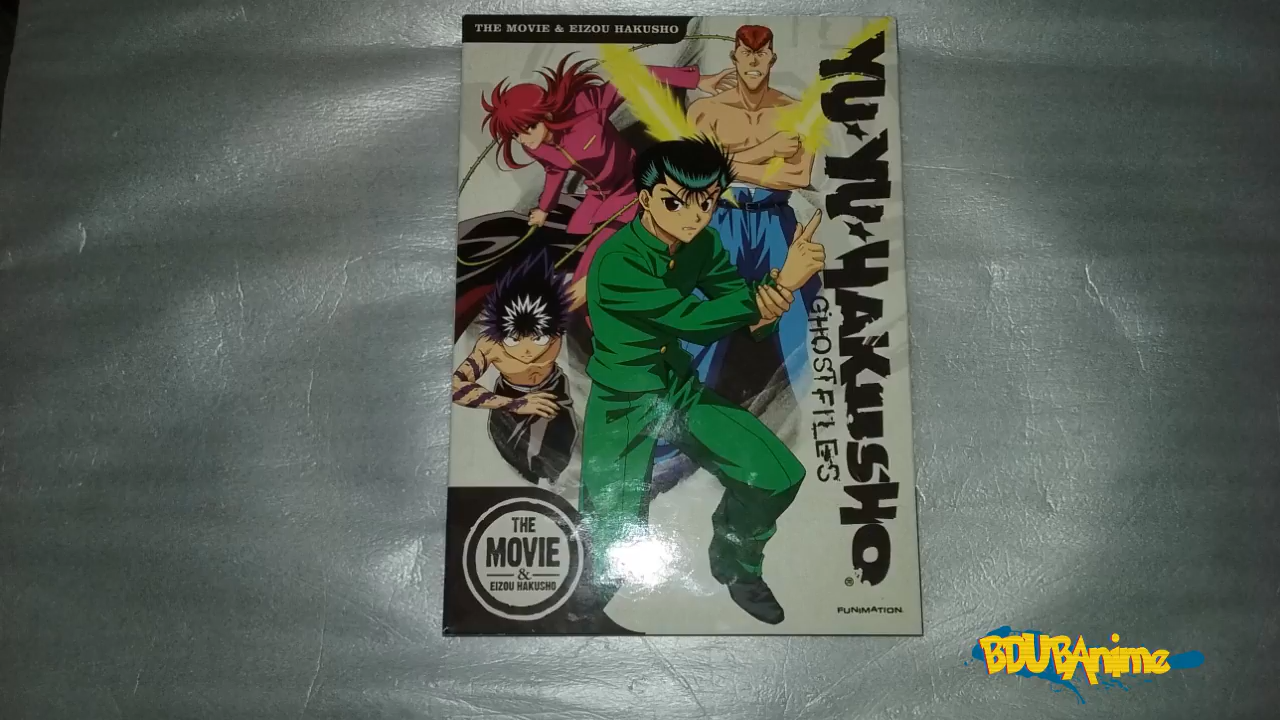 THE MOVIE & EIZOU HAKUSHO
YU★YU★HAKUSHO
GHOST FILES
THE
MOVIE
&
EIZOU HAKUSHO
®
FUNIMATION
BDUBAnime